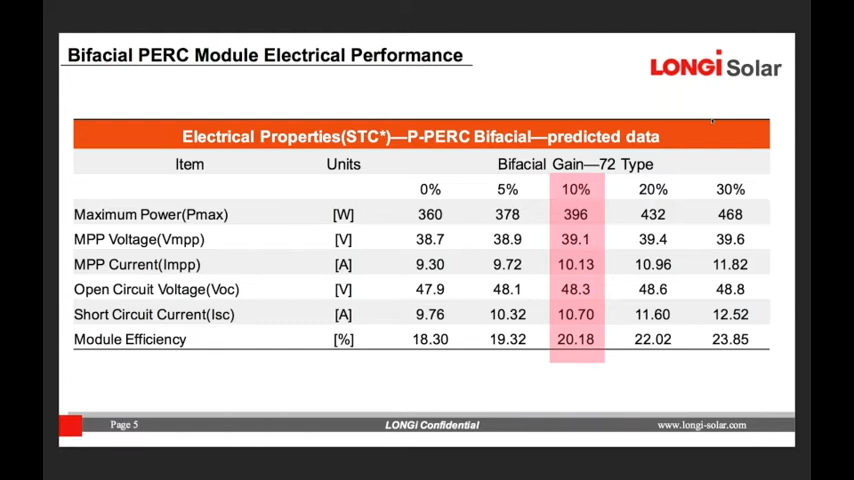 Bifacial PERC Module Electrical Performance
LONGi Solar
Electrical Properties(STC*)—P-PERC Bifacial—predicted data
Item Units Bifacial Gain—72 Type
0% 5% 10% 20% 30%
Maximum Power(Pmax) [W] 360 378 396 432 468
MPP Voltage(Vmpp) [V] 38.7 38.9 39.1 39.4 39.6
MPP Current(Impp) [A] 9.30 9.72 10.13 10.96 11.82
Open Circuit Voltage(Voc) [V] 47.9 48.1 48.3 48.6 48.8
Short Circuit Current(Isc) [A] 9.76 10.32 10.70 11.60 12.52
Module Efficiency [%] 18.30 19.32 20.18 22.02 23.85
Page 5 LONGi Confidential www.longi-solar.com